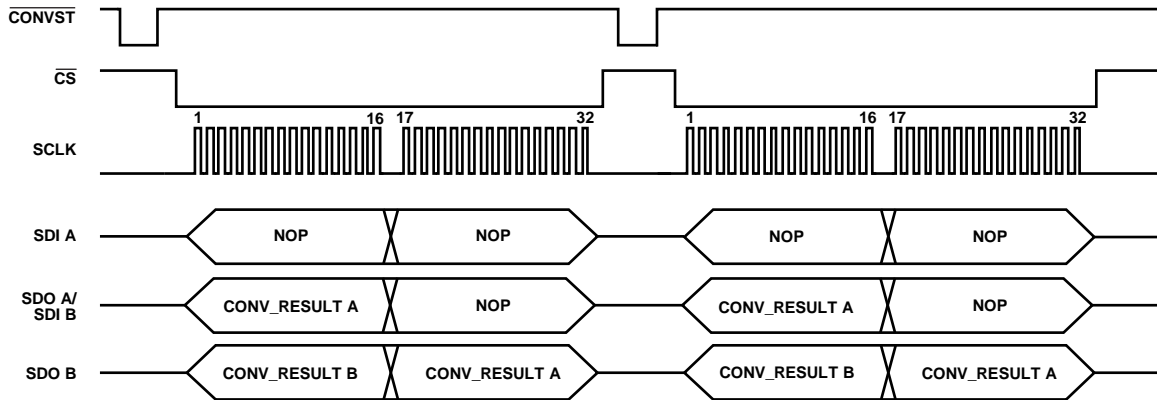 CONVST
CS
1 16 17 32 1 16 17 32
SCLK
SDI A NOP NOP NOP NOP
SDO A/
SDI B CONV_RESULT A NOP CONV_RESULT A NOP
SDO B CONV_RESULT B CONV_RESULT A CONV_RESULT B CONV_RESULT A